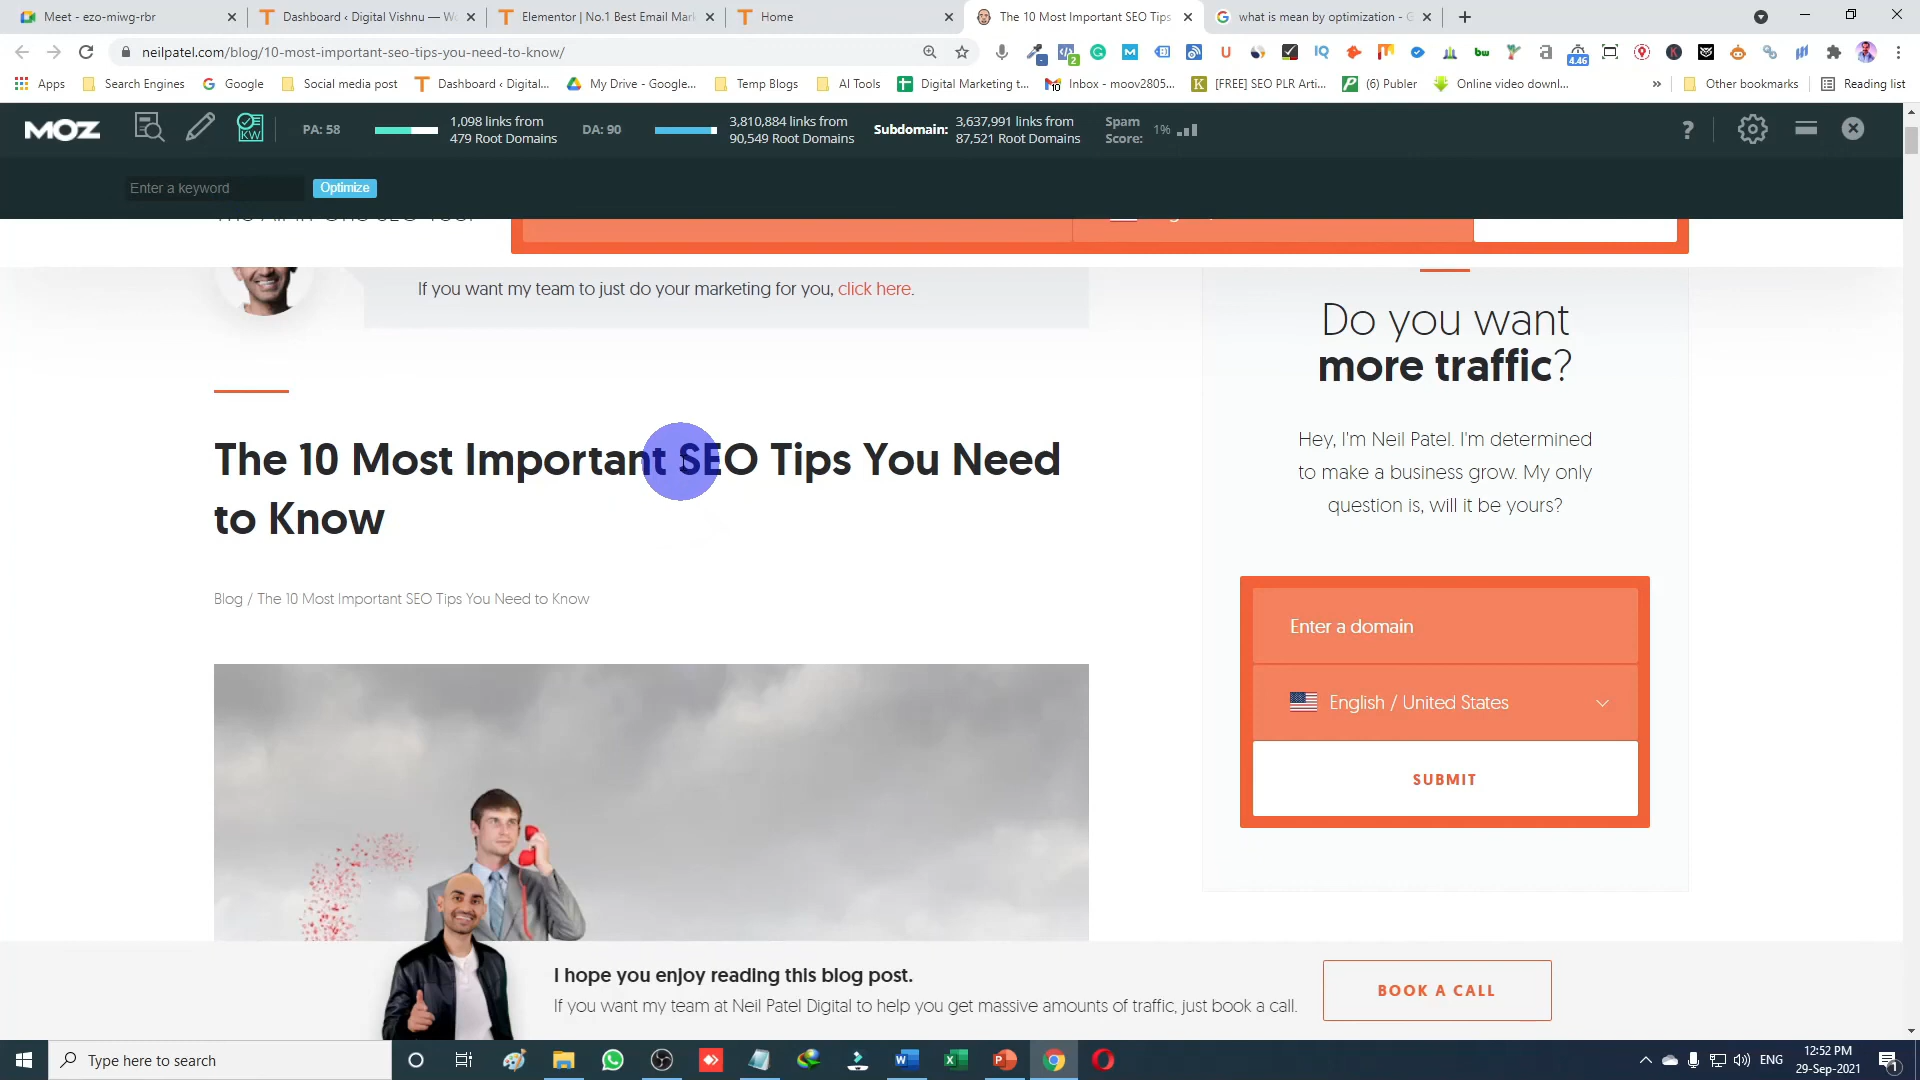 Meet - ezo-miwg-rbr
Dashboard ‹ Digital Vishnu — Wo
Elementor | No.1 Best Email Mar
Home
The 10 Most Important SEO Tips
what is mean by optimization - G
neilpatel.com/blog/10-most-important-seo-tips-you-need-to-know/
4.46
Apps
Search Engines
Google
Social media post
Dashboard ‹ Digital...
My Drive - Google...
Temp Blogs
AI Tools
Digital Marketing t...
Inbox - moov2805...
[FREE] SEO PLR Arti...
(6) Publer
Online video downl...
»
Other bookmarks
Reading list
MOZ
KW
PA: 58
1,098 links from
479 Root Domains
DA: 90
3,810,884 links from
90,549 Root Domains
Subdomain:
3,637,991 links from
87,521 Root Domains
Spam
Score:
1%
?
Enter a keyword
Optimize
If you want my team to just do your marketing for you, click here.
The 10 Most Important SEO Tips You Need
to Know
Blog / The 10 Most Important SEO Tips You Need to Know
Do you want
more traffic?
Hey, I'm Neil Patel. I'm determined
to make a business grow. My only
question is, will it be yours?
Enter a domain
English / United States
SUBMIT
I hope you enjoy reading this blog post.
If you want my team at Neil Patel Digital to help you get massive amounts of traffic, just book a call.
BOOK A CALL
Type here to search
ENG
12:52 PM
29-Sep-2021
1